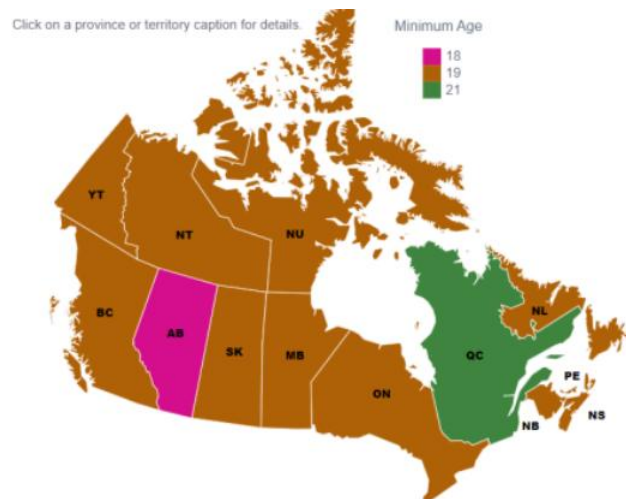 Click on a province or territory caption for details.
Minimum Age
18
19
21
YT
NT
NU
BC
AB
SK
MB
ON
QC
NL
PE
NB
NS